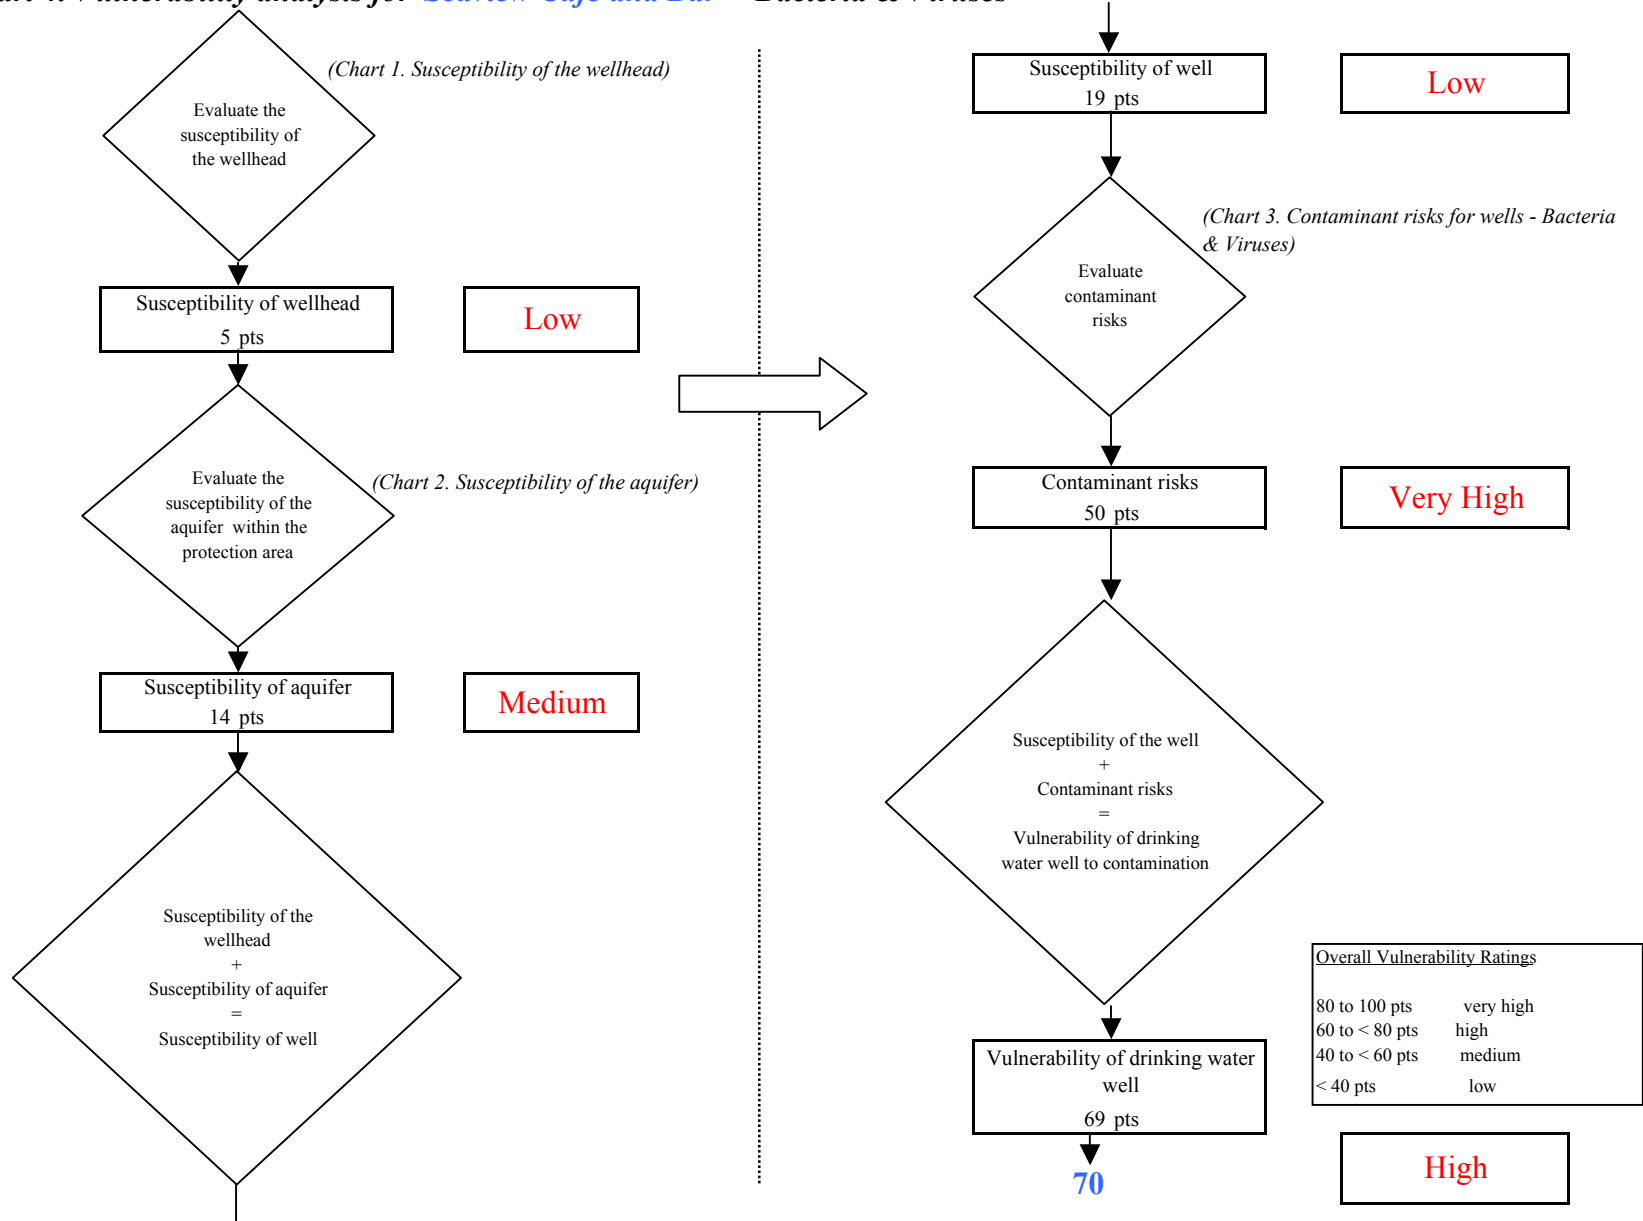 (Chart 1. Susceptibility of the wellhead)
Evaluate the
susceptibility of
the wellhead
Susceptibility of wellhead
5 pts
Low
Evaluate the
susceptibility of the
aquifer within the
protection area
(Chart 2. Susceptibility of the aquifer)
Susceptibility of aquifer
14 pts
Medium
Susceptibility of the
wellhead
+
Susceptibility of aquifer
=
Susceptibility of well
Susceptibility of well
19 pts
Low
(Chart 3. Contaminant risks for wells - Bacteria
& Viruses)
Evaluate
contaminant
risks
Contaminant risks
50 pts
Very High
Susceptibility of the well
+
Contaminant risks
=
Vulnerability of drinking
water well to contamination
Overall Vulnerability Ratings
80 to 100 pts very high
60 to < 80 pts high
40 to < 60 pts medium
< 40 pts low
Vulnerability of drinking water
well
69 pts
70
High